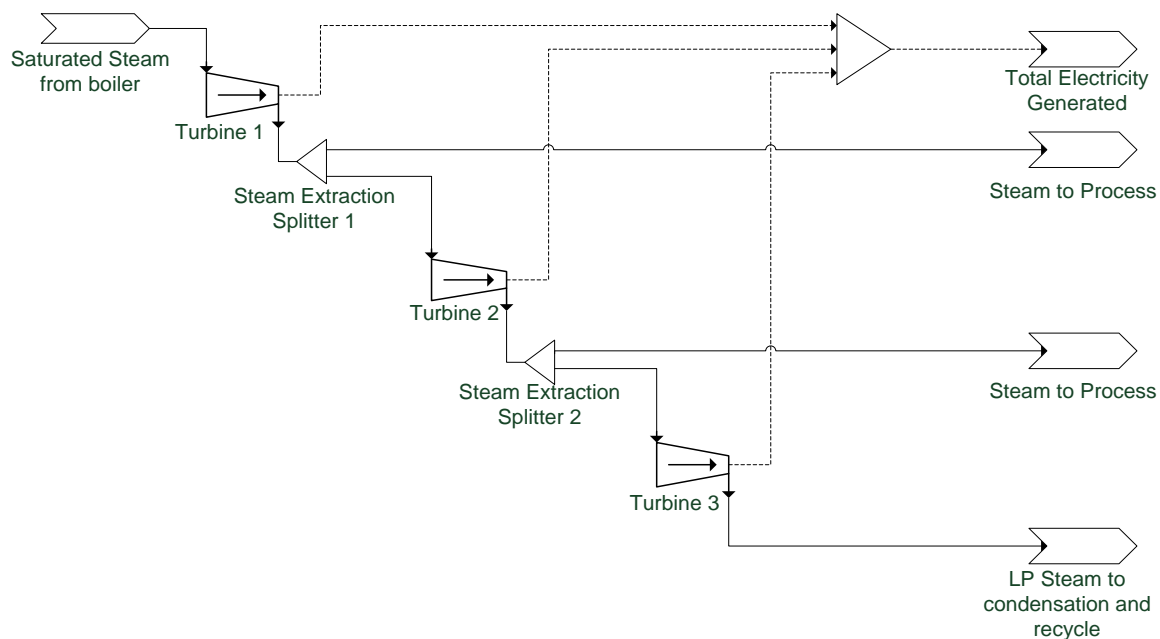 Saturated Steam
from boiler
Total Electricity
Generated
Turbine 1
Steam to Process
Steam Extraction
Splitter 1
Turbine 2
Steam to Process
Steam Extraction
Splitter 2
Turbine 3
LP Steam to
condensation and
recycle